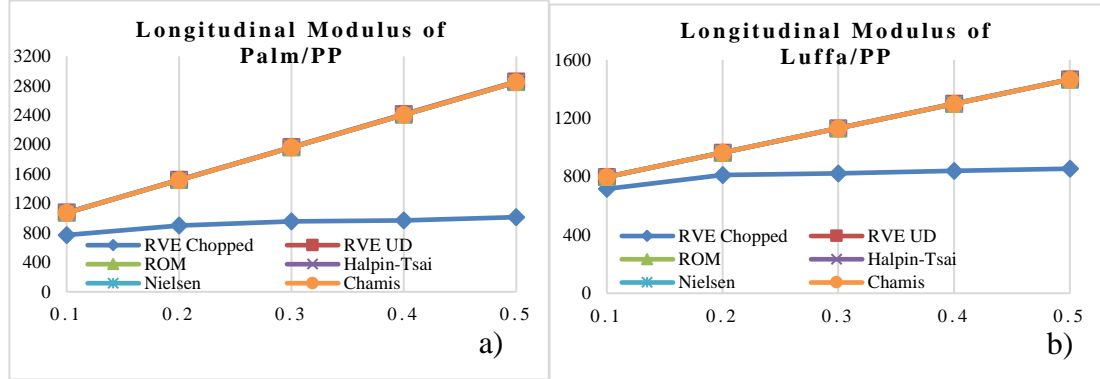 Longitudinal Modulus of
Palm/PP
3200
2800
2400
2000
1600
1200
800
400
0
RVE Chopped RVE UD
ROM Halpin-Tsai
Nielsen Chamis
0.1 0.2 0.3 0.4 0.5
a)
Longitudinal Modulus of
Luffa/PP
1600
1200
800
400
0
RVE Chopped RVE UD
ROM Halpin-Tsai
Nielsen Chamis
0.1 0.2 0.3 0.4 0.5
b)